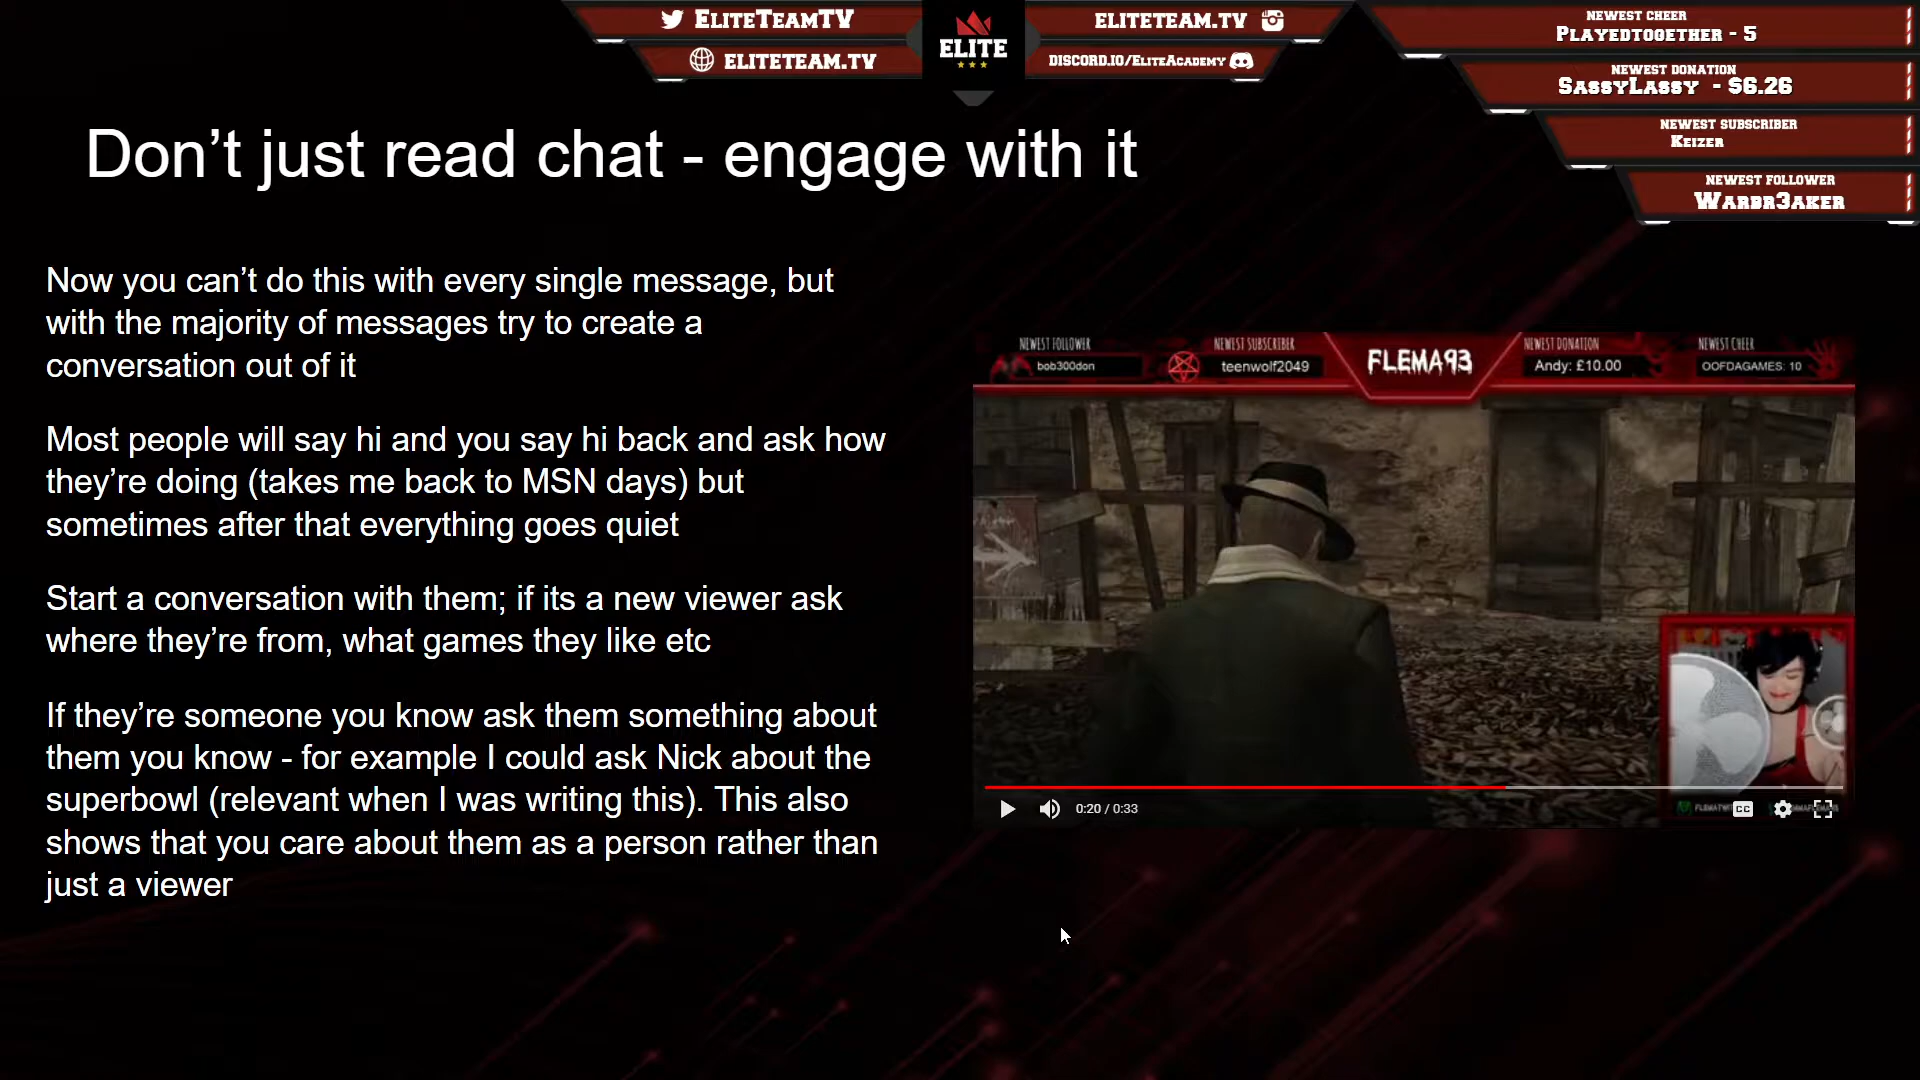 EliteTeamTV
eliteteam.tv
ELITE
eliteteam.tv
discord.io/EliteAcademy
Newest Cheer
Playedtogether - 5
Newest Donation
SassyLassy - $6.26
Newest Subscriber
Keizer
Newest Follower
Warbr3aker
Don’t just read chat - engage with it
Now you can’t do this with every single message, but
with the majority of messages try to create a
conversation out of it
Most people will say hi and you say hi back and ask how
they’re doing (takes me back to MSN days) but
sometimes after that everything goes quiet
Start a conversation with them; if its a new viewer ask
where they’re from, what games they like etc
If they’re someone you know ask them something about
them you know - for example I could ask Nick about the
superbowl (relevant when I was writing this). This also
shows that you care about them as a person rather than
just a viewer
NEWEST FOLLOWER
bob300don
NEWEST SUBSCRIBER
teenwolf2049
FLEMA93
NEWEST DONATION
Andy: £10.00
NEWEST CHEER
OOFDAGAMES: 10
0:20 / 0:33
CC